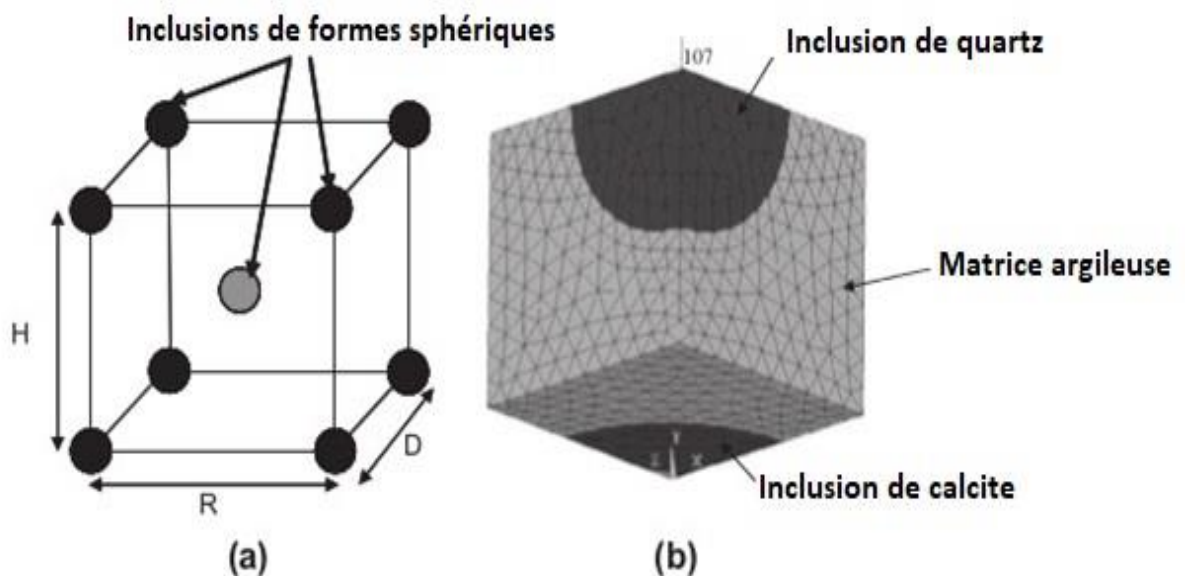 Inclusions de formes sphériques
Inclusion de quartz
107
Matrice argileuse
H
D
R
Y
Z X
Inclusion de calcite
(a)
(b)